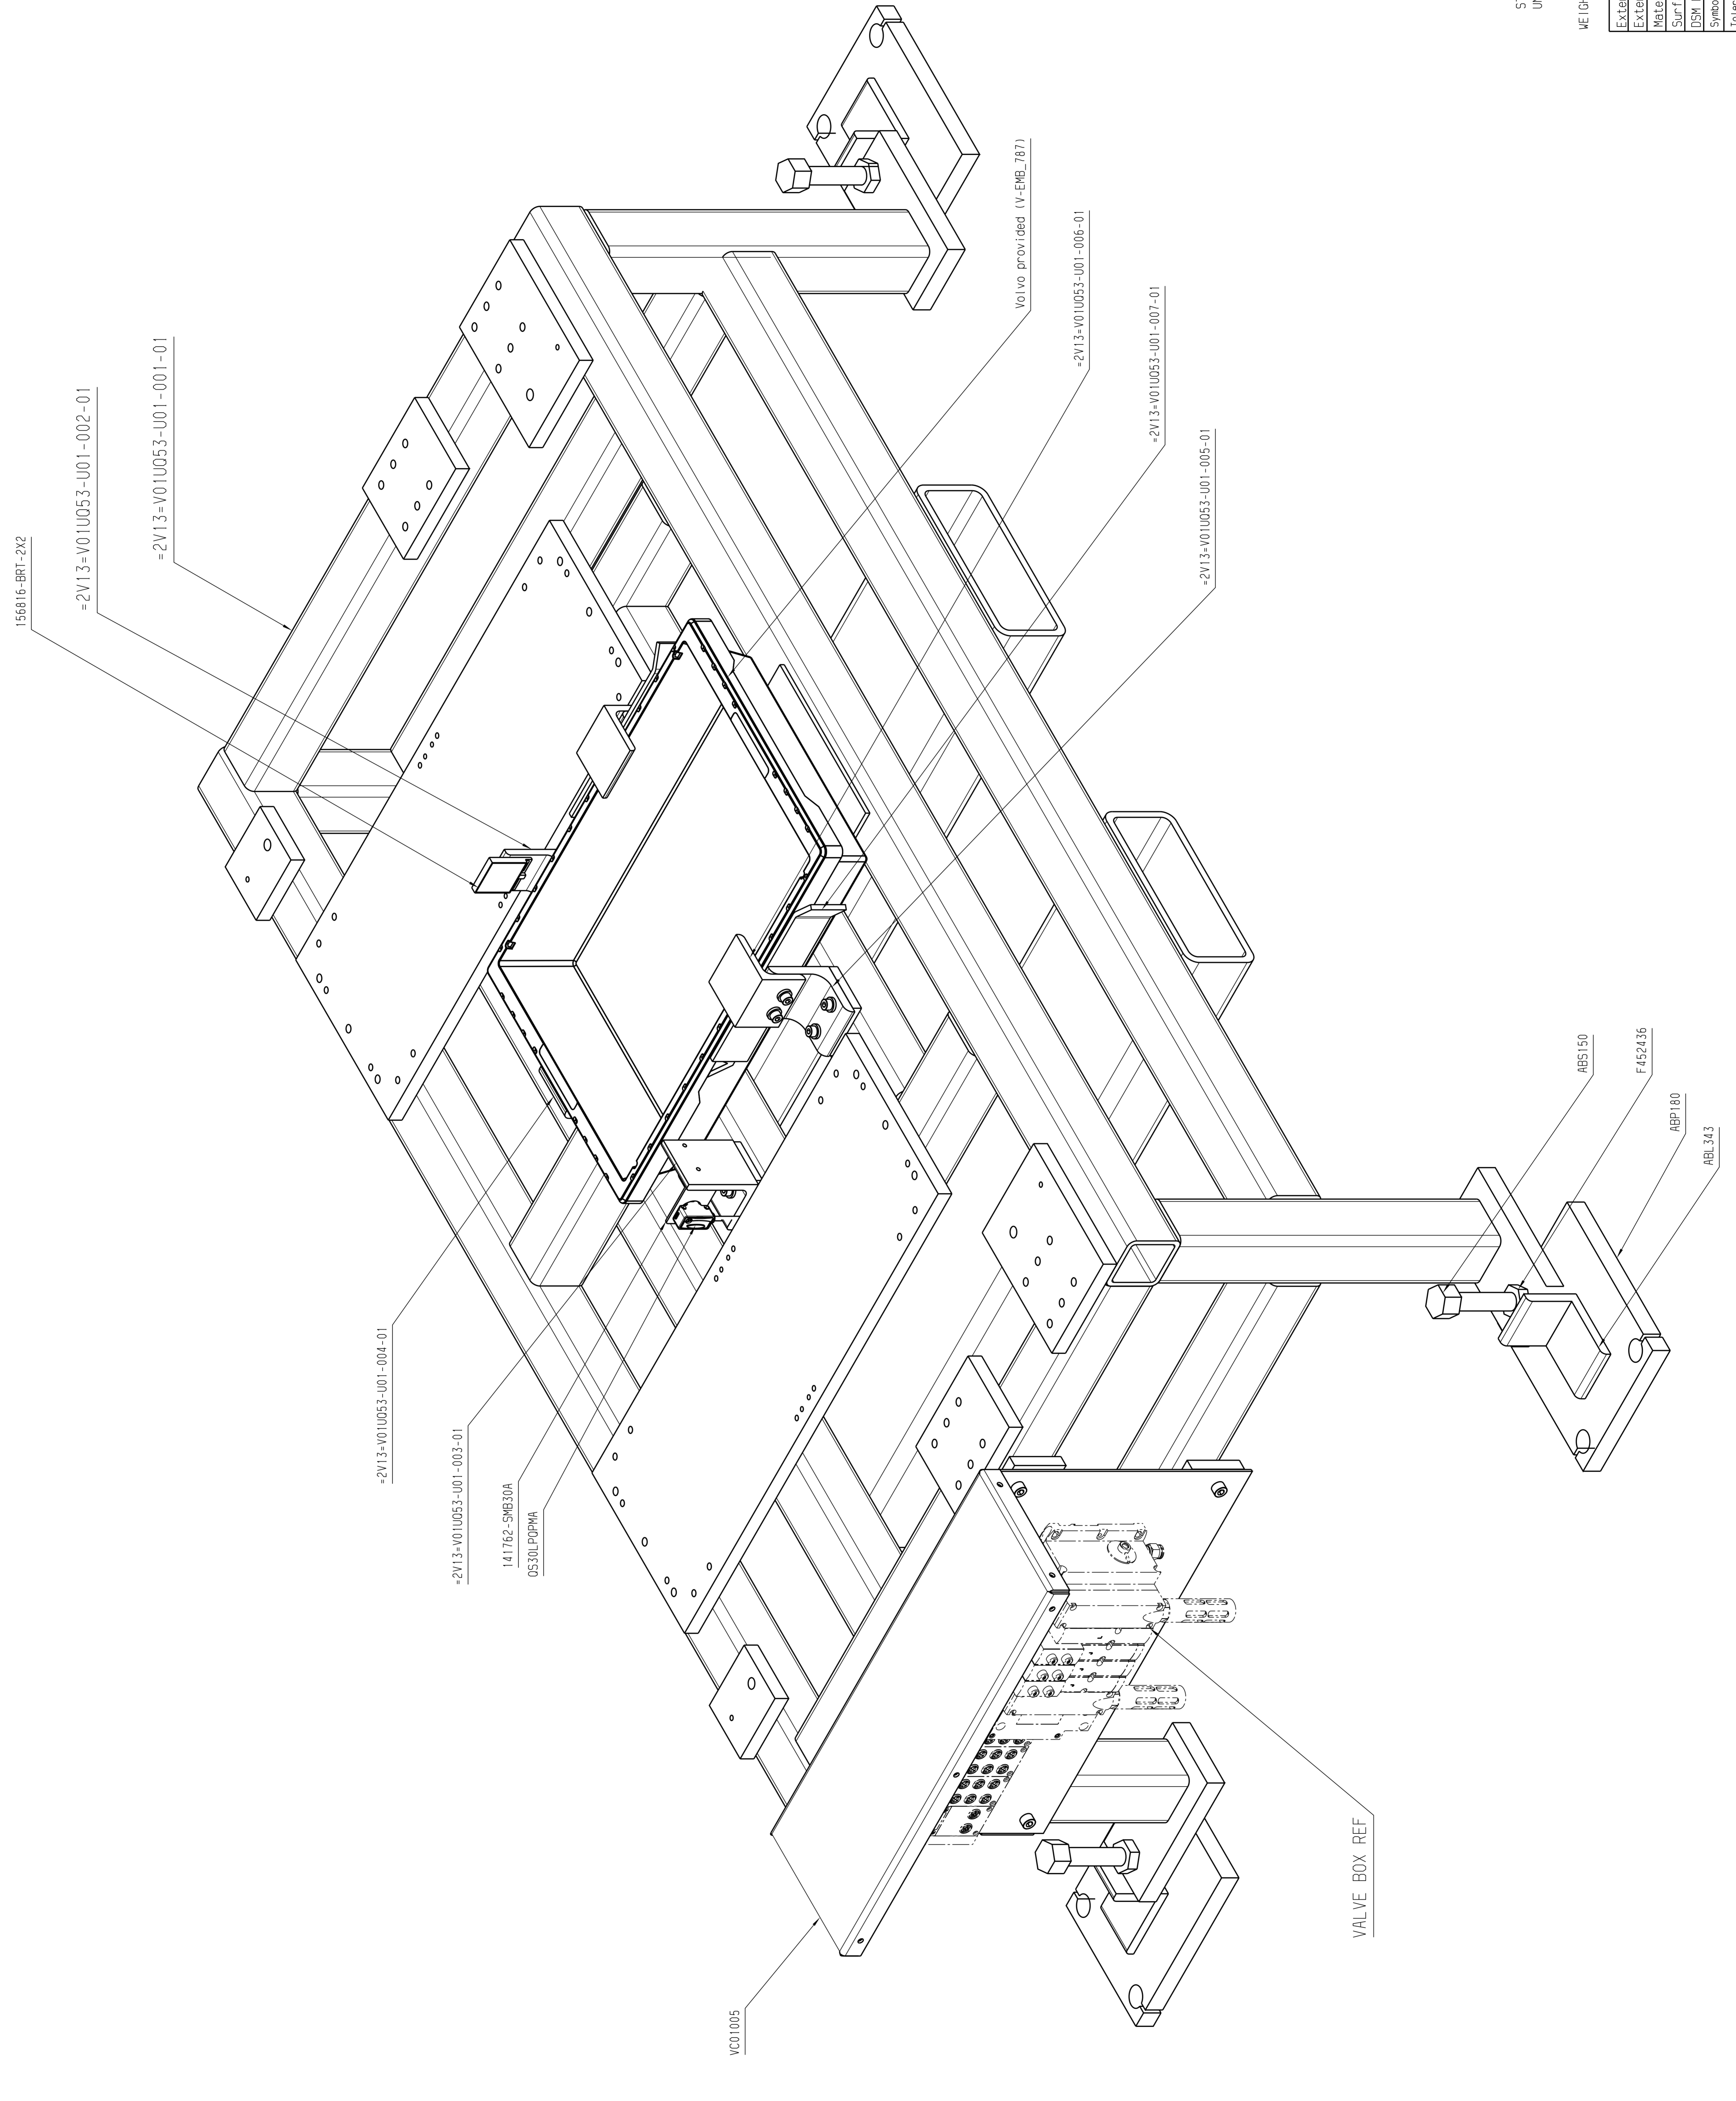 156816-BRT-2X2
=2V13=V01U053-U01-002-01
=2V13=V01U053-U01-001-01
Volvo provided (V-EMB_787)
=2V13=V01U053-U01-006-01
=2V13=V01U053-U01-007-01
=2V13=V01U053-U01-005-01
=2V13=V01U053-U01-004-01
=2V13=V01U053-U01-003-01
141762-SMB30A
QS30LPQPMA
ABS150
F452436
ABP180
ABL343
VC01005
VALVE BOX REF